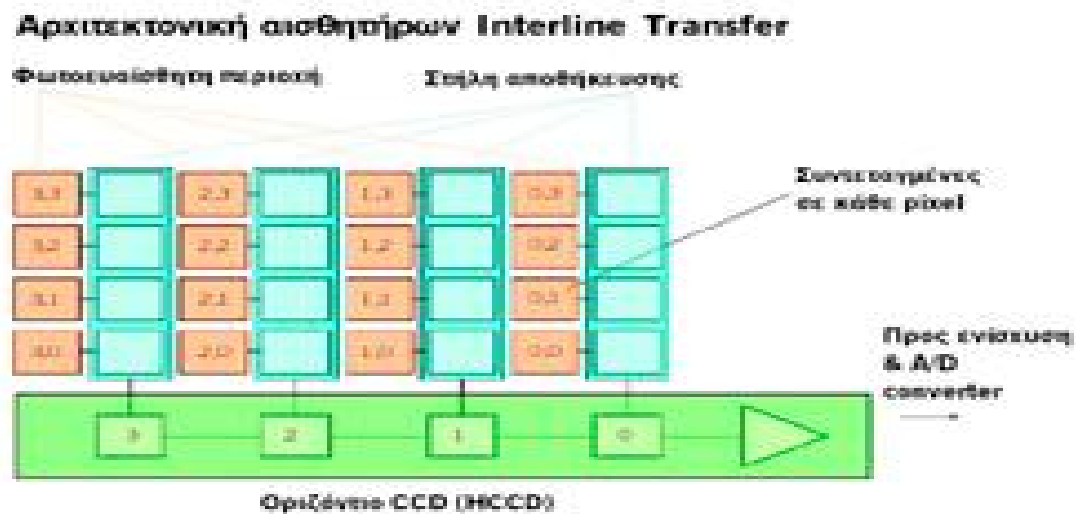 Αρχιτεκτονική αισθητήρων Interline Transfer
Φωτοευαίσθητη περιοχή
Στήλη αποθήκευσης
3,3 2,3 1,3 0,3
3,2 2,2 1,2 0,2
3,1 2,1 1,1 0,1
3,0 2,0 1,0 0,0
Συντεταγμένες
σε κάθε pixel
Προς ενίσχυση
& A/D
converter
3 2 1 0
Οριζόντιο CCD (HCCD)